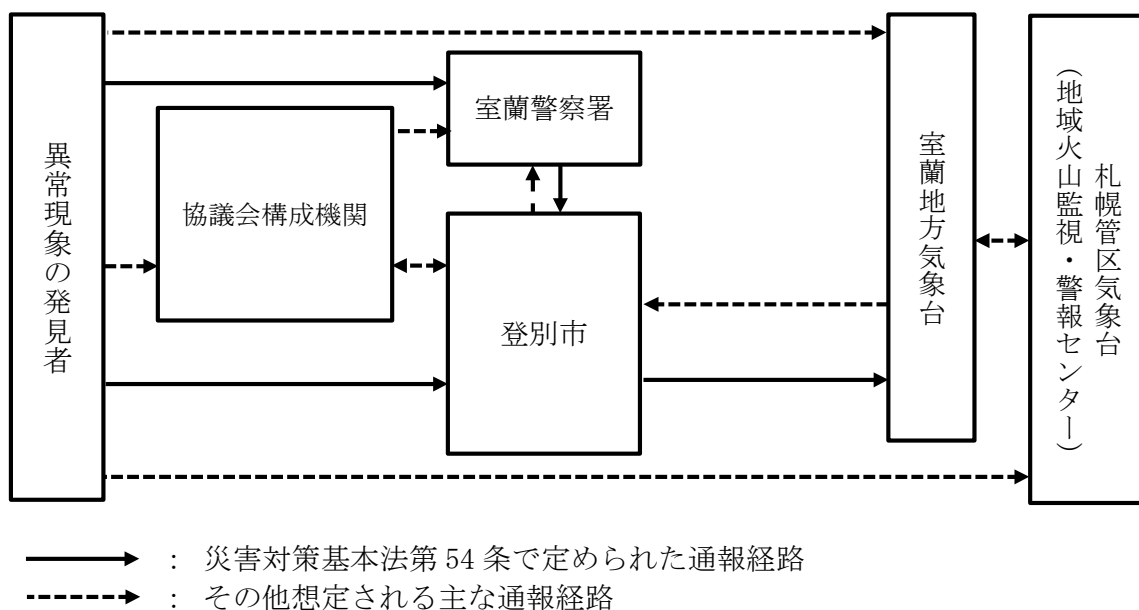 異常現象の発見者
室蘭警察署
協議会構成機関
登別市
室蘭地方気象台
札幌管区気象台
(地域火山監視・警報センター)
: 災害対策基本法第 54 条で定められた通報経路
: その他想定される主な通報経路